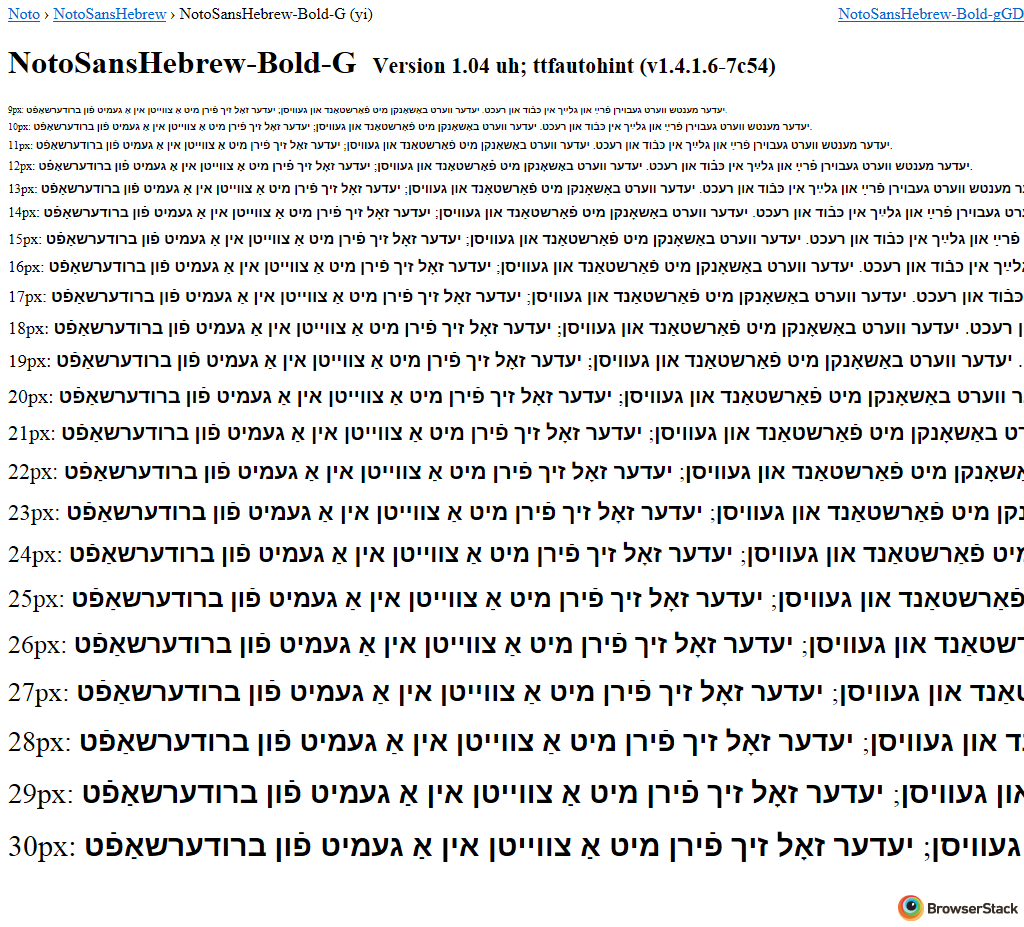 Noto › NotoSansHebrew › NotoSansHebrew-Bold-G (yi) NotoSansHebrew-Bold-gGD
NotoSansHebrew-Bold-G Version 1.04 uh; ttfautohint (v1.4.1.6-7c54)
9px: יעדער מענטש ווערט געבוירן פֿרײַ און גלײַך אין כּבֿוד און רעכט. יעדער ווערט באַשאָנקן מיט פֿאַרשטאַנד און געוויסן; יעדער זאָל זיך פֿירן מיט אַ צווייטן אין אַ געמיט פֿון ברודערשאַפֿט.
10px: יעדער מענטש ווערט געבוירן פֿרײַ און גלײַך אין כּבֿוד און רעכט. יעדער ווערט באַשאָנקן מיט פֿאַרשטאַנד און געוויסן; יעדער זאָל זיך פֿירן מיט אַ צווייטן אין אַ געמיט פֿון ברודערשאַפֿט.
11px: יעדער מענטש ווערט געבוירן פֿרײַ און גלײַך אין כּבֿוד און רעכט. יעדער ווערט באַשאָנקן מיט פֿאַרשטאַנד און געוויסן; יעדער זאָל זיך פֿירן מיט אַ צווייטן אין אַ געמיט פֿון ברודערשאַפֿט.
12px: יעדער מענטש ווערט געבוירן פֿרײַ און גלײַך אין כּבֿוד און רעכט. יעדער ווערט באַשאָנקן מיט פֿאַרשטאַנד און געוויסן; יעדער זאָל זיך פֿירן מיט אַ צווייטן אין אַ געמיט פֿון ברודערשאַפֿט.
13px: מענטש ווערט געבוירן פֿרײַ און גלײַך אין כּבֿוד און רעכט. יעדער ווערט באַשאָנקן מיט פֿאַרשטאַנד און געוויסן; יעדער זאָל זיך פֿירן מיט אַ צווייטן אין אַ געמיט פֿון ברודערשאַפֿט
14px: געבוירן פֿרײַ און גלײַך אין כּבֿוד און רעכט. יעדער ווערט באַשאָנקן מיט פֿאַרשטאַנד און געוויסן; יעדער זאָל זיך פֿירן מיט אַ צווייטן אין אַ געמיט פֿון ברודערשאַפֿט
15px: פֿרײַ און גלײַך אין כּבֿוד און רעכט. יעדער ווערט באַשאָנקן מיט פֿאַרשטאַנד און געוויסן; יעדער זאָל זיך פֿירן מיט אַ צווייטן אין אַ געמיט פֿון ברודערשאַפֿט
16px: אין כּבֿוד און רעכט. יעדער ווערט באַשאָנקן מיט פֿאַרשטאַנד און געוויסן; יעדער זאָל זיך פֿירן מיט אַ צווייטן אין אַ געמיט פֿון ברודערשאַפֿט
17px: כּבֿוד און רעכט. יעדער ווערט באַשאָנקן מיט פֿאַרשטאַנד און געוויסן; יעדער זאָל זיך פֿירן מיט אַ צווייטן אין אַ געמיט פֿון ברודערשאַפֿט
18px: רעכט. יעדער ווערט באַשאָנקן מיט פֿאַרשטאַנד און געוויסן; יעדער זאָל זיך פֿירן מיט אַ צווייטן אין אַ געמיט פֿון ברודערשאַפֿט
19px: . יעדער ווערט באַשאָנקן מיט פֿאַרשטאַנד און געוויסן; יעדער זאָל זיך פֿירן מיט אַ צווייטן אין אַ געמיט פֿון ברודערשאַפֿט
20px: ווערט באַשאָנקן מיט פֿאַרשטאַנד און געוויסן; יעדער זאָל זיך פֿירן מיט אַ צווייטן אין אַ געמיט פֿון ברודערשאַפֿט
21px: באַשאָנקן מיט פֿאַרשטאַנד און געוויסן; יעדער זאָל זיך פֿירן מיט אַ צווייטן אין אַ געמיט פֿון ברודערשאַפֿט
22px: מיט פֿאַרשטאַנד און געוויסן; יעדער זאָל זיך פֿירן מיט אַ צווייטן אין אַ געמיט פֿון ברודערשאַפֿט
23px: מיט פֿאַרשטאַנד און געוויסן; יעדער זאָל זיך פֿירן מיט אַ צווייטן אין אַ געמיט פֿון ברודערשאַפֿט
24px: מיט פֿאַרשטאַנד און געוויסן; יעדער זאָל זיך פֿירן מיט אַ צווייטן אין אַ געמיט פֿון ברודערשאַפֿט
25px: פֿאַרשטאַנד און געוויסן; יעדער זאָל זיך פֿירן מיט אַ צווייטן אין אַ געמיט פֿון ברודערשאַפֿט
26px: און געוויסן; יעדער זאָל זיך פֿירן מיט אַ צווייטן אין אַ געמיט פֿון ברודערשאַפֿט
27px: און געוויסן; יעדער זאָל זיך פֿירן מיט אַ צווייטן אין אַ געמיט פֿון ברודערשאַפֿט
28px: און געוויסן; יעדער זאָל זיך פֿירן מיט אַ צווייטן אין אַ געמיט פֿון ברודערשאַפֿט
29px: און געוויסן; יעדער זאָל זיך פֿירן מיט אַ צווייטן אין אַ געמיט פֿון ברודערשאַפֿט
30px: געוויסן; יעדער זאָל זיך פֿירן מיט אַ צווייטן אין אַ געמיט פֿון ברודערשאַפֿט
BrowserStack